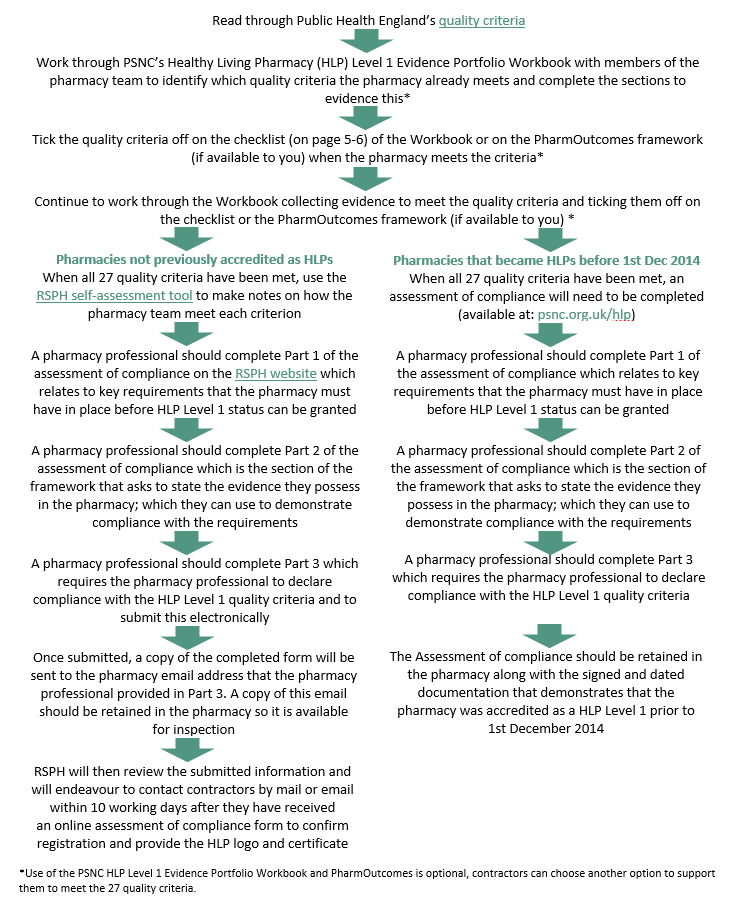 Read through Public Health England's quality criteria
Work through PSNC's Healthy Living Pharmacy (HLP) Level 1 Evidence Portfolio Workbook with members of the
pharmacy team to identify which quality criteria the pharmacy already meets and complete the sections to
evidence this*
Tick the quality criteria off on the checklist (on page 5-6) of the Workbook or on the PharmOutcomes framework
(if available to you) when the pharmacy meets the criteria*
Continue to work through the Workbook collecting evidence to meet the quality criteria and ticking them off on
the checklist or the PharmOutcomes framework (if available to you) *
Pharmacies not previously accredited as HLPs
When all 27 quality criteria have been met, use the
RSPH self-assessment tool to make notes on how the
pharmacy team meet each criterion
A pharmacy professional should complete Part 1 of the
assessment of compliance on the RSPH website which
relates to key requirements that the pharmacy must
have in place before HLP Level 1 status can be granted
A pharmacy professional should complete Part 2 of the
assessment of compliance which is the section of the
framework that asks to state the evidence they possess
in the pharmacy; which they can use to demonstrate
compliance with the requirements
A pharmacy professional should complete Part 3 which
requires the pharmacy professional to declare
compliance with the HLP Level 1 quality criteria and to
submit this electronically
Once submitted, a copy of the completed form will be
sent to the pharmacy email address that the pharmacy
professional provided in Part 3. A copy of this email
should be retained in the pharmacy so it is available
for inspection
RSPH will then review the submitted information and
will endeavour to contact contractors by mail or email
within 10 working days after they have received
an online assessment of compliance form to confirm
registration and provide the HLP logo and certificate
Pharmacies that became HLPs before 1st Dec 2014
When all 27 quality criteria have been met, an
assessment of compliance will need to be completed
(available at: psnc.org.uk/hlp)
A pharmacy professional should complete Part 1 of
the assessment of compliance which relates to key
requirements that the pharmacy must have in place
before HLP Level 1 status can be granted
A pharmacy professional should complete Part 2 of
the assessment of compliance which is the section of
the framework that asks to state the evidence they
possess in the pharmacy; which they can use to
demonstrate compliance with the requirements
A pharmacy professional should complete Part 3
which requires the pharmacy professional to declare
compliance with the HLP Level 1 quality criteria
The Assessment of compliance should be retained in
the pharmacy along with the signed and dated
documentation that demonstrates that the
pharmacy was accredited as a HLP Level 1 prior to
1st December 2014
*Use of the PSNC HLP Level 1 Evidence Portfolio Workbook and PharmOutcomes is optional, contractors can choose another option to support
them to meet the 27 quality criteria.